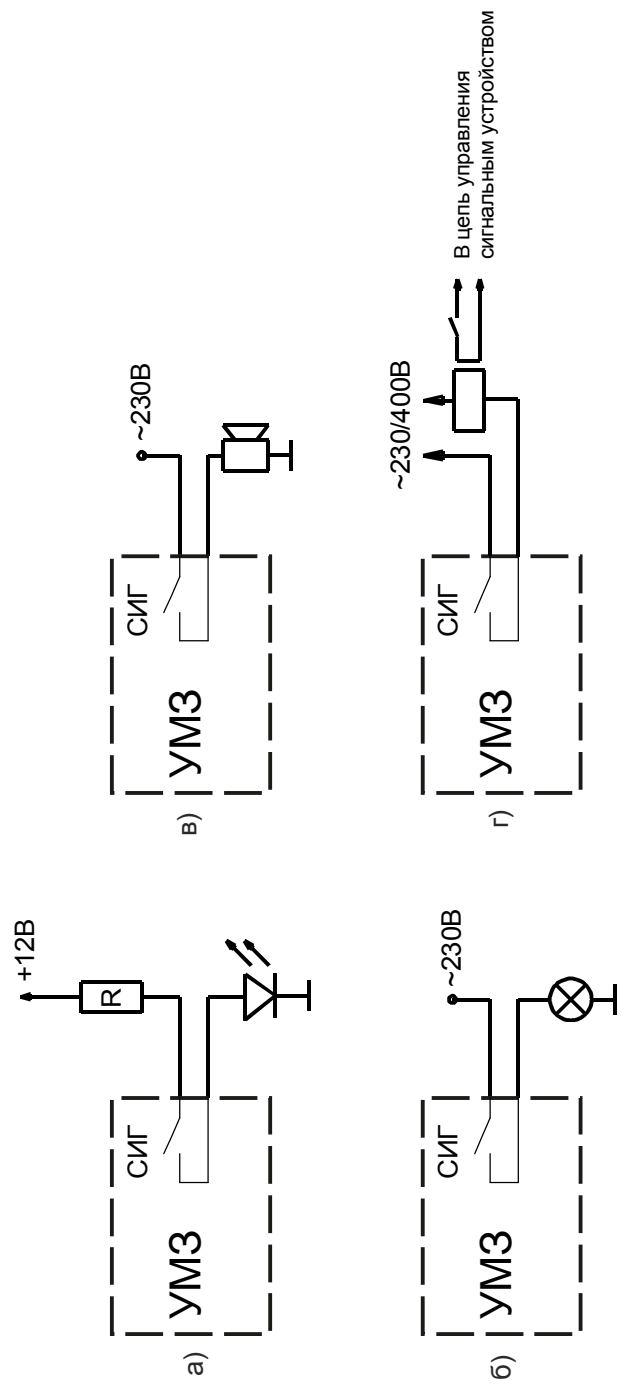 а)
УМЗ
СИГ
+12В
R
б)
УМЗ
СИГ
~230В
в)
УМЗ
СИГ
~230В
г)
УМЗ
СИГ
~230/400В
В цепь управления
сигнальным устройством